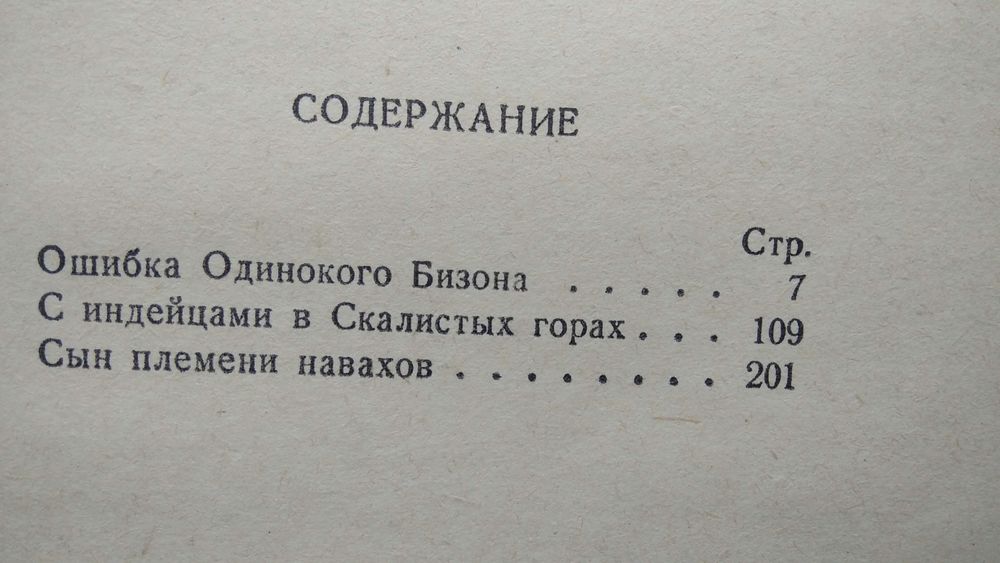 СОДЕРЖАНИЕ
Стр.
Ошибка Одинокого Бизона . . . . . 7
С индейцами в Скалистых горах . . . 109
Сын племени навахов . . . . . . . . 201